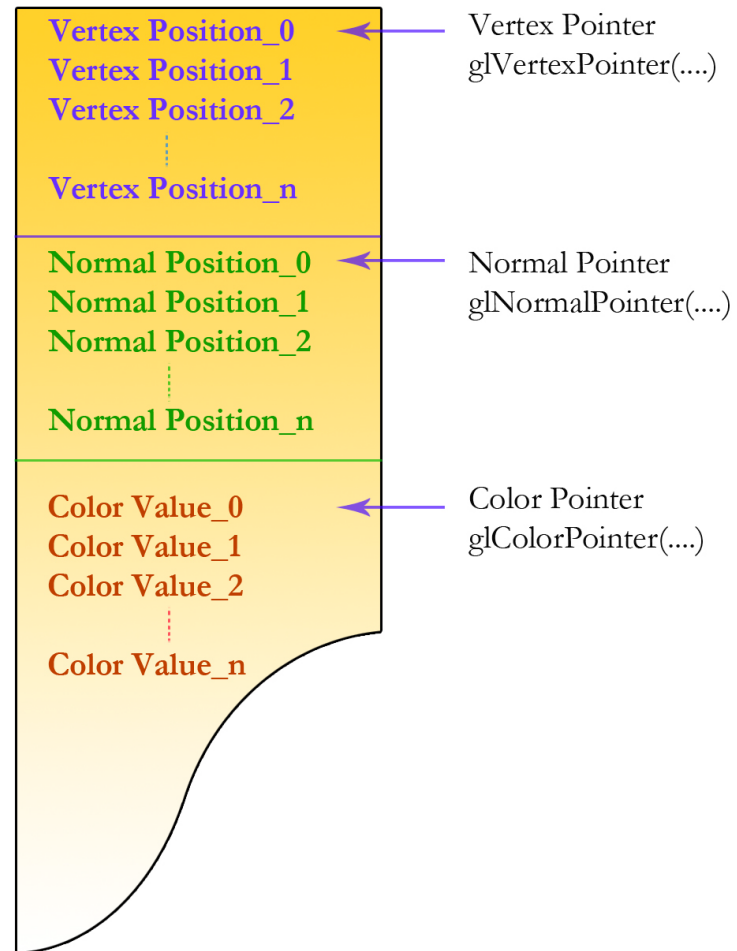 Vertex Position_0
Vertex Position_1
Vertex Position_2
Vertex Position_n
Vertex Pointer
glVertexPointer(....)
Normal Position_0
Normal Position_1
Normal Position_2
Normal Position_n
Normal Pointer
glNormalPointer(....)
Color Value_0
Color Value_1
Color Value_2
Color Value_n
Color Pointer
glColorPointer(....)